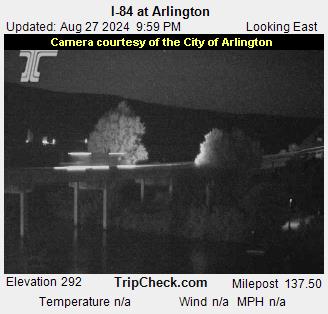 I-84 at Arlington
Updated: Aug 27 2024 9:59 PM Looking East
Camera courtesy of the City of Arlington
Elevation 292 TripCheck.com Milepost 137.50
Temperature n/a Wind n/a MPH n/a